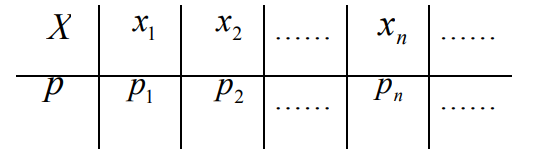 X x₁ x₂ …… xₙ ……
p p₁ p₂ …… pₙ ……